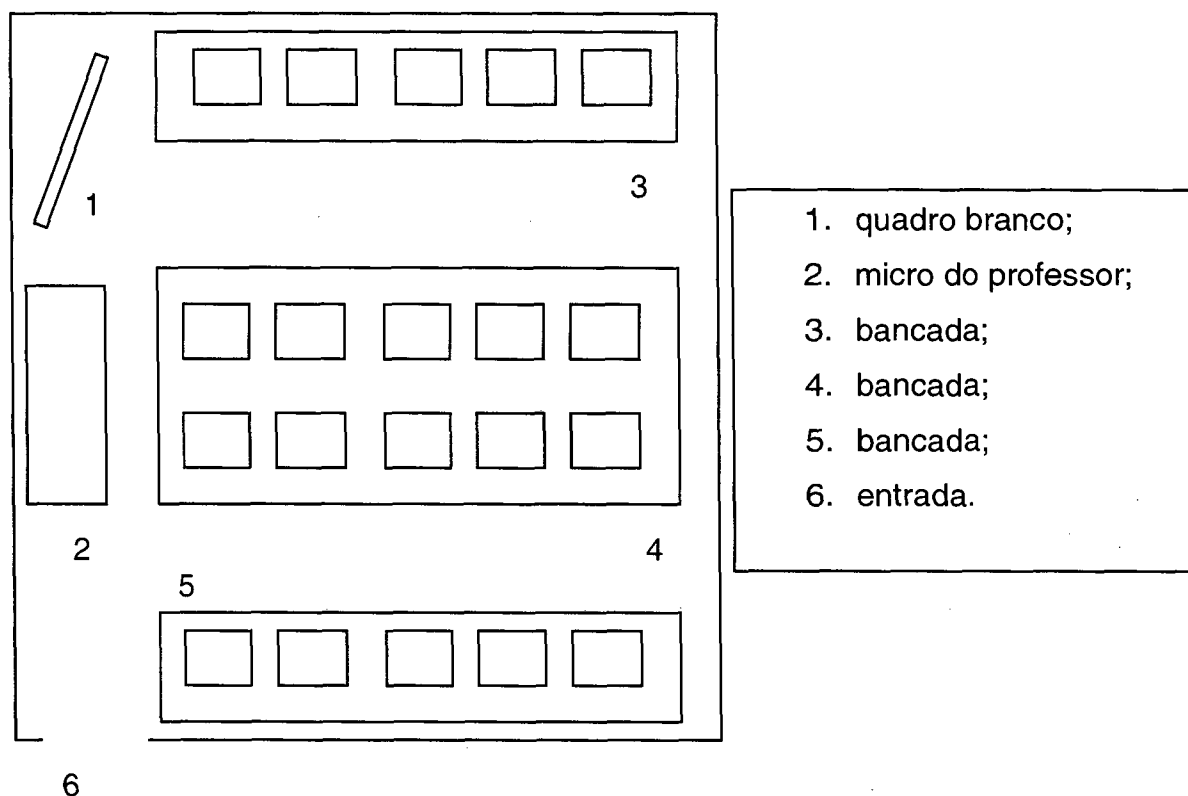 1
3
2
4
5
6
1. quadro branco;
2. micro do professor;
3. bancada;
4. bancada;
5. bancada;
6. entrada.